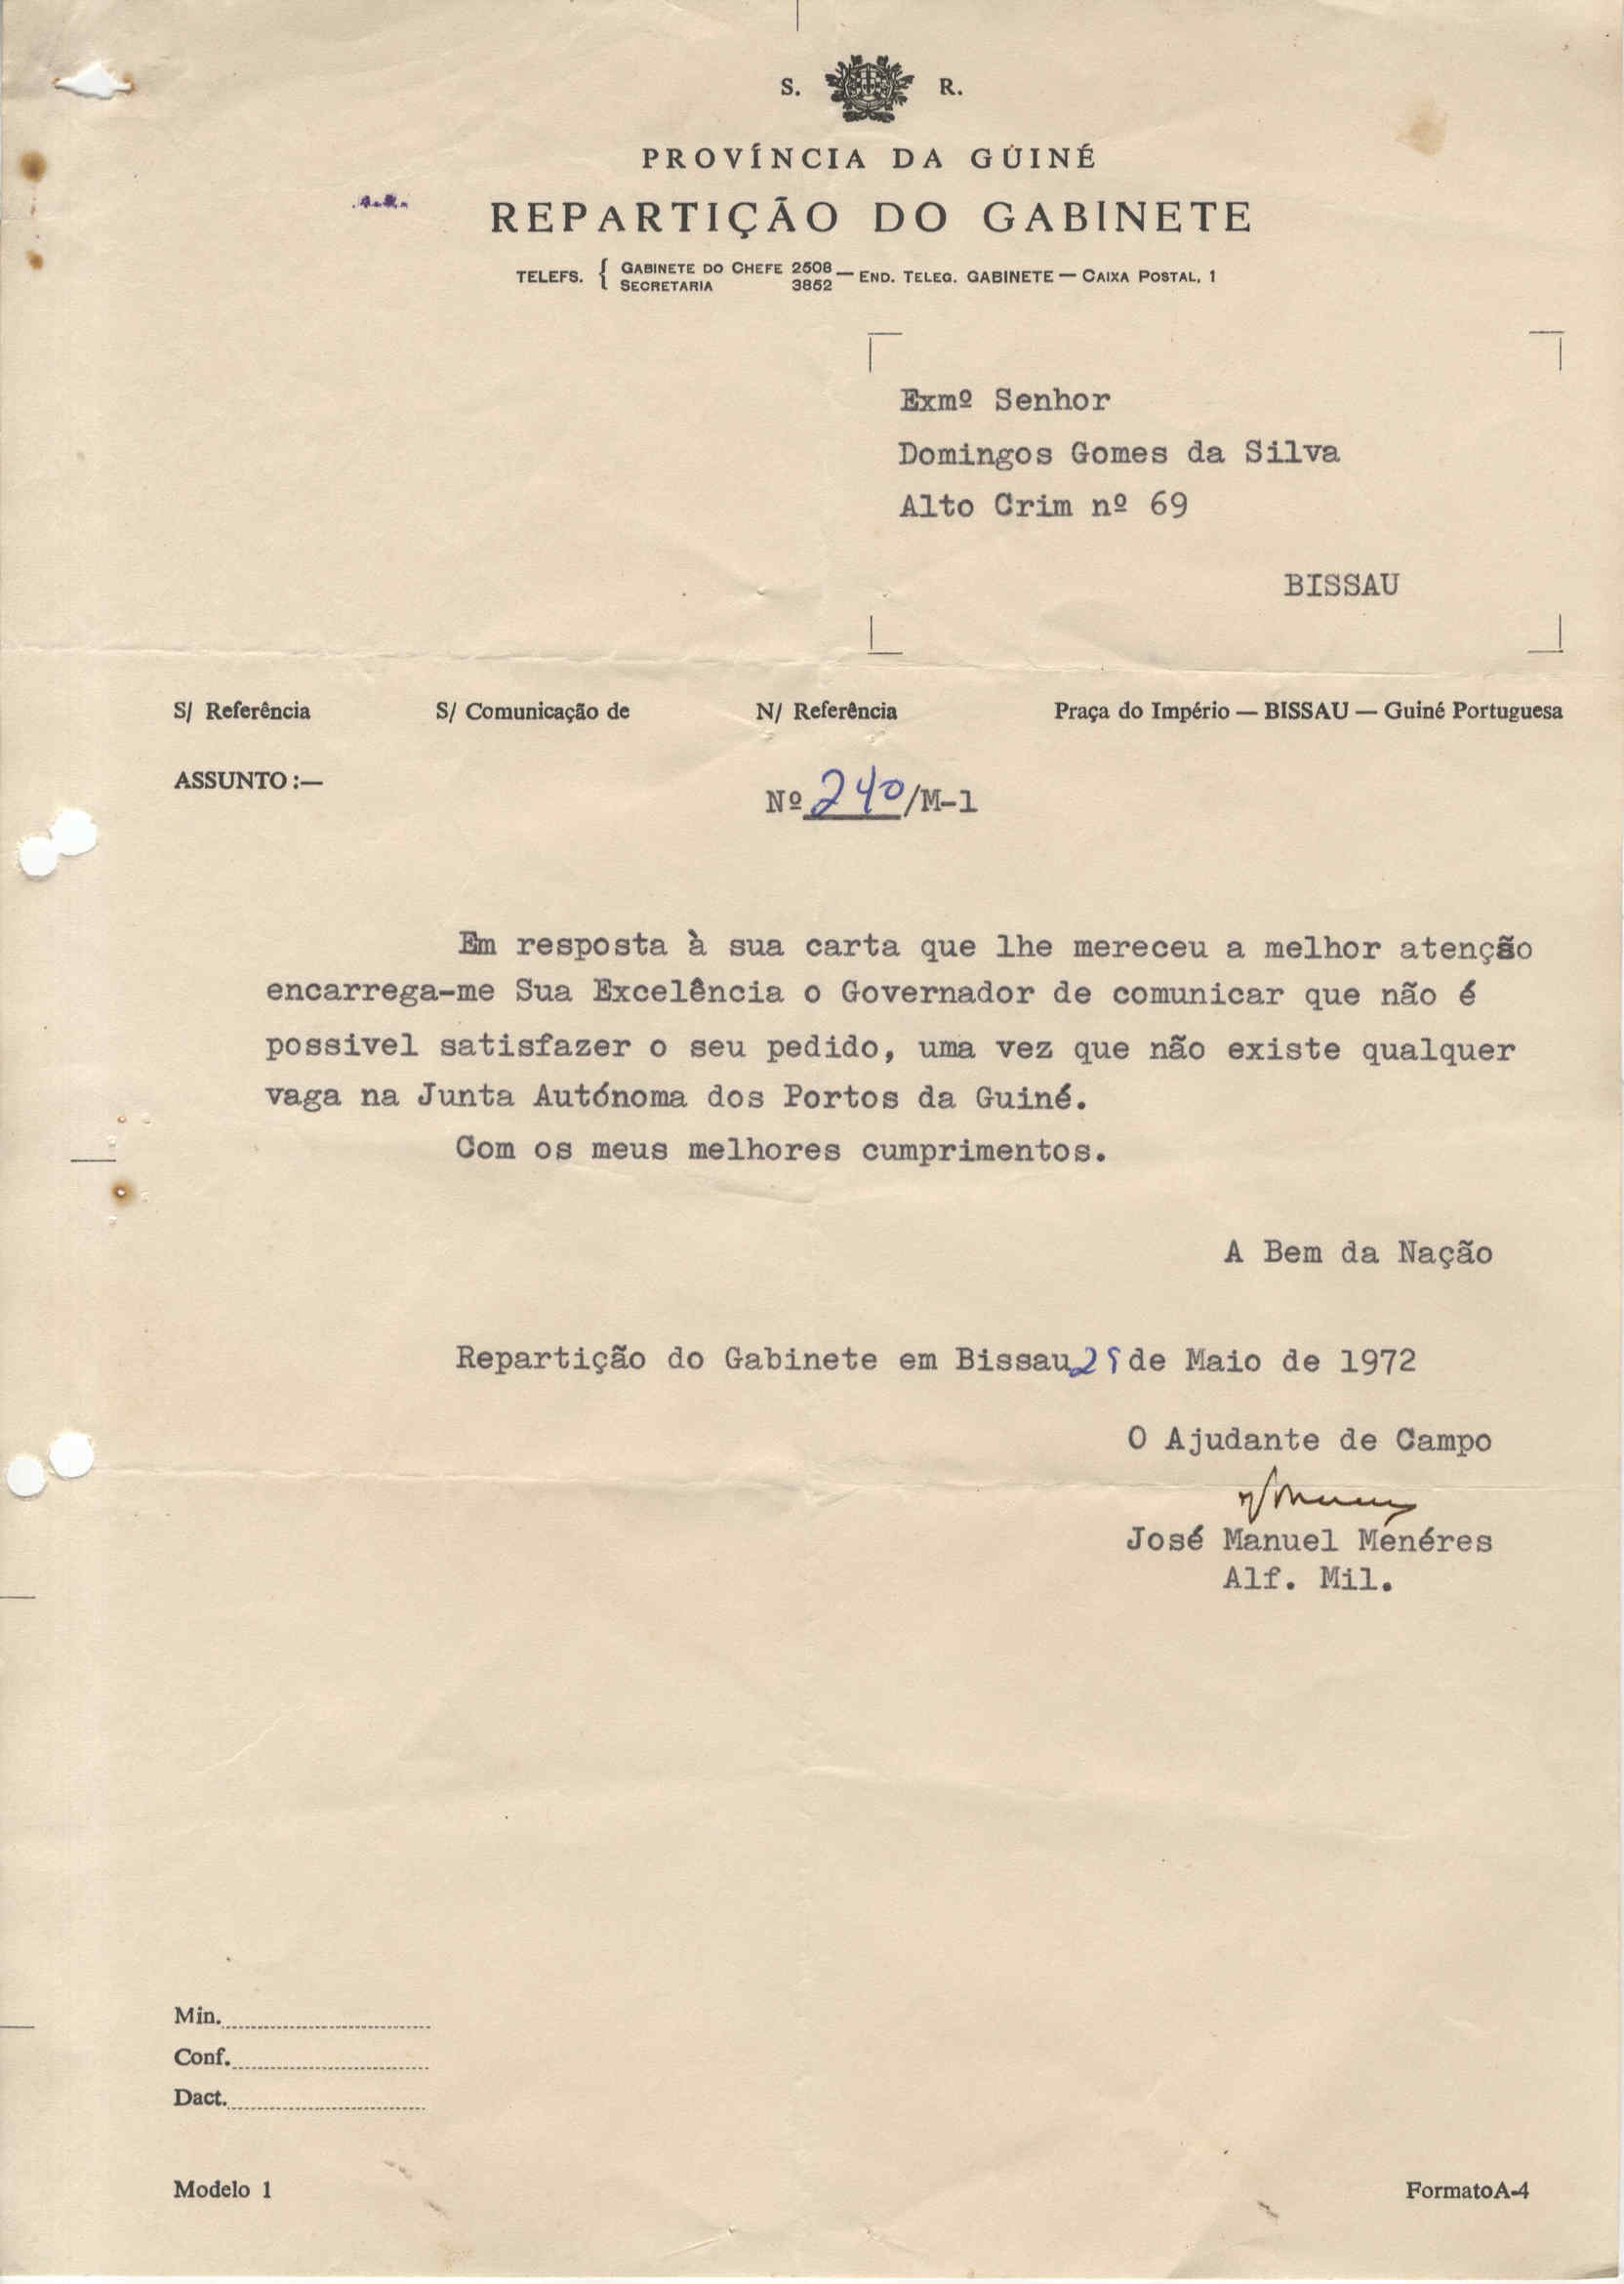 S. R.
PROVÍNCIA DA GUINÉ
REPARTIÇÃO DO GABINETE
TELEFS. { GABINETE DO CHEFE 2508 — END. TELEG. GABINETE — CAIXA POSTAL, 1
SECRETARIA 3852
Exmº Senhor
Domingos Gomes da Silva
Alto Crim nº 69
BISSAU
S/ Referência S/ Comunicação de N/ Referência Praça do Império — BISSAU — Guiné Portuguesa
ASSUNTO :—
Nº 240/M-1
Em resposta à sua carta que lhe mereceu a melhor atenção
encarrega-me Sua Excelência o Governador de comunicar que não é
possivel satisfazer o seu pedido, uma vez que não existe qualquer
vaga na Junta Autónoma dos Portos da Guiné.
Com os meus melhores cumprimentos.
A Bem da Nação
Repartição do Gabinete em Bissau de Maio de 1972
O Ajudante de Campo
José Manuel Menéres
Alf. Mil.
Min.
Conf.
Dact.
Modelo 1 Formato A-4